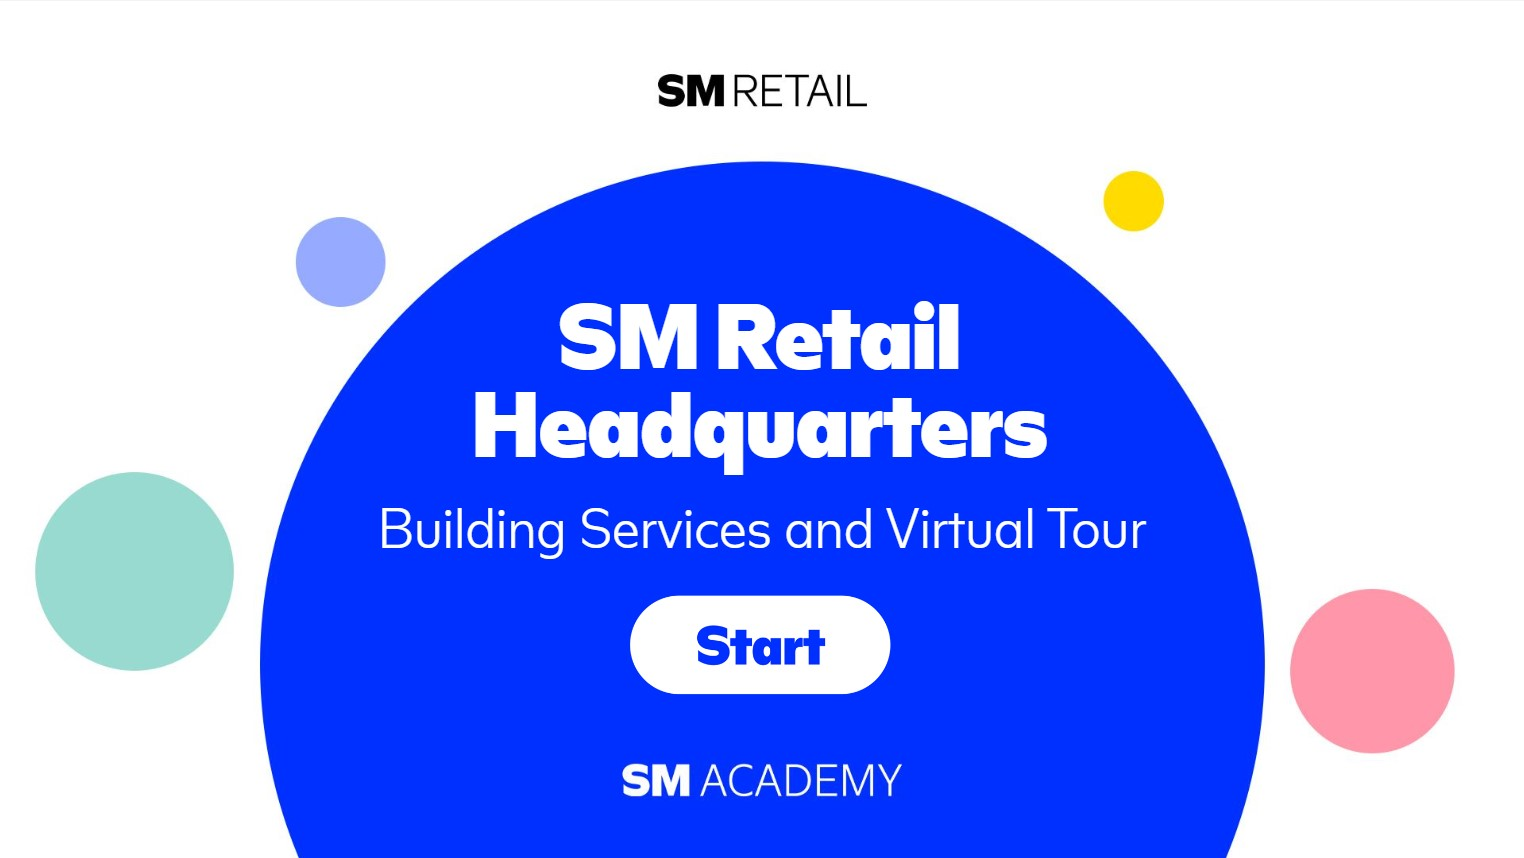 SM RETAIL
SM Retail
Headquarters
Building Services and Virtual Tour
Start
SM ACADEMY